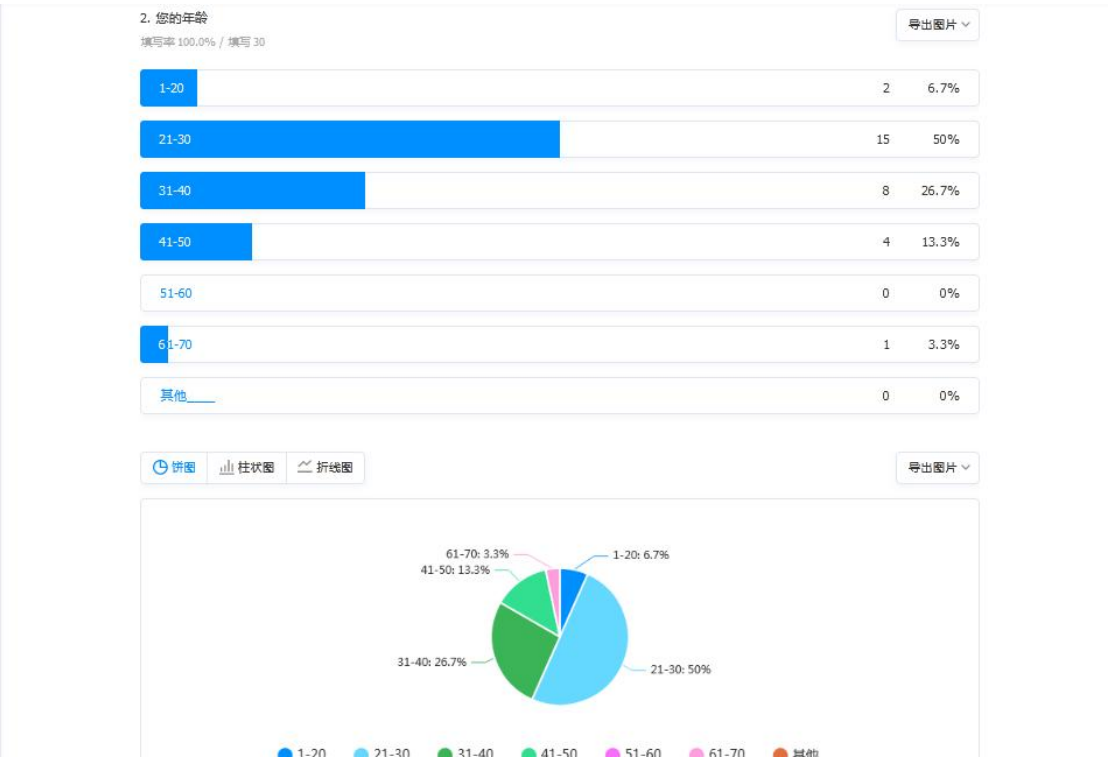 2. 您的年龄
导出图片
填写率 100.0% / 填写 30
1-20 2 6.7%
21-30 15 50%
31-40 8 26.7%
41-50 4 13.3%
51-60 0 0%
61-70 1 3.3%
其他____ 0 0%
饼图 柱状图 折线图 导出图片
61-70: 3.3% 1-20: 6.7%
41-50: 13.3%
31-40: 26.7% 21-30: 50%
1-20 21-30 31-40 41-50 51-60 61-70 其他